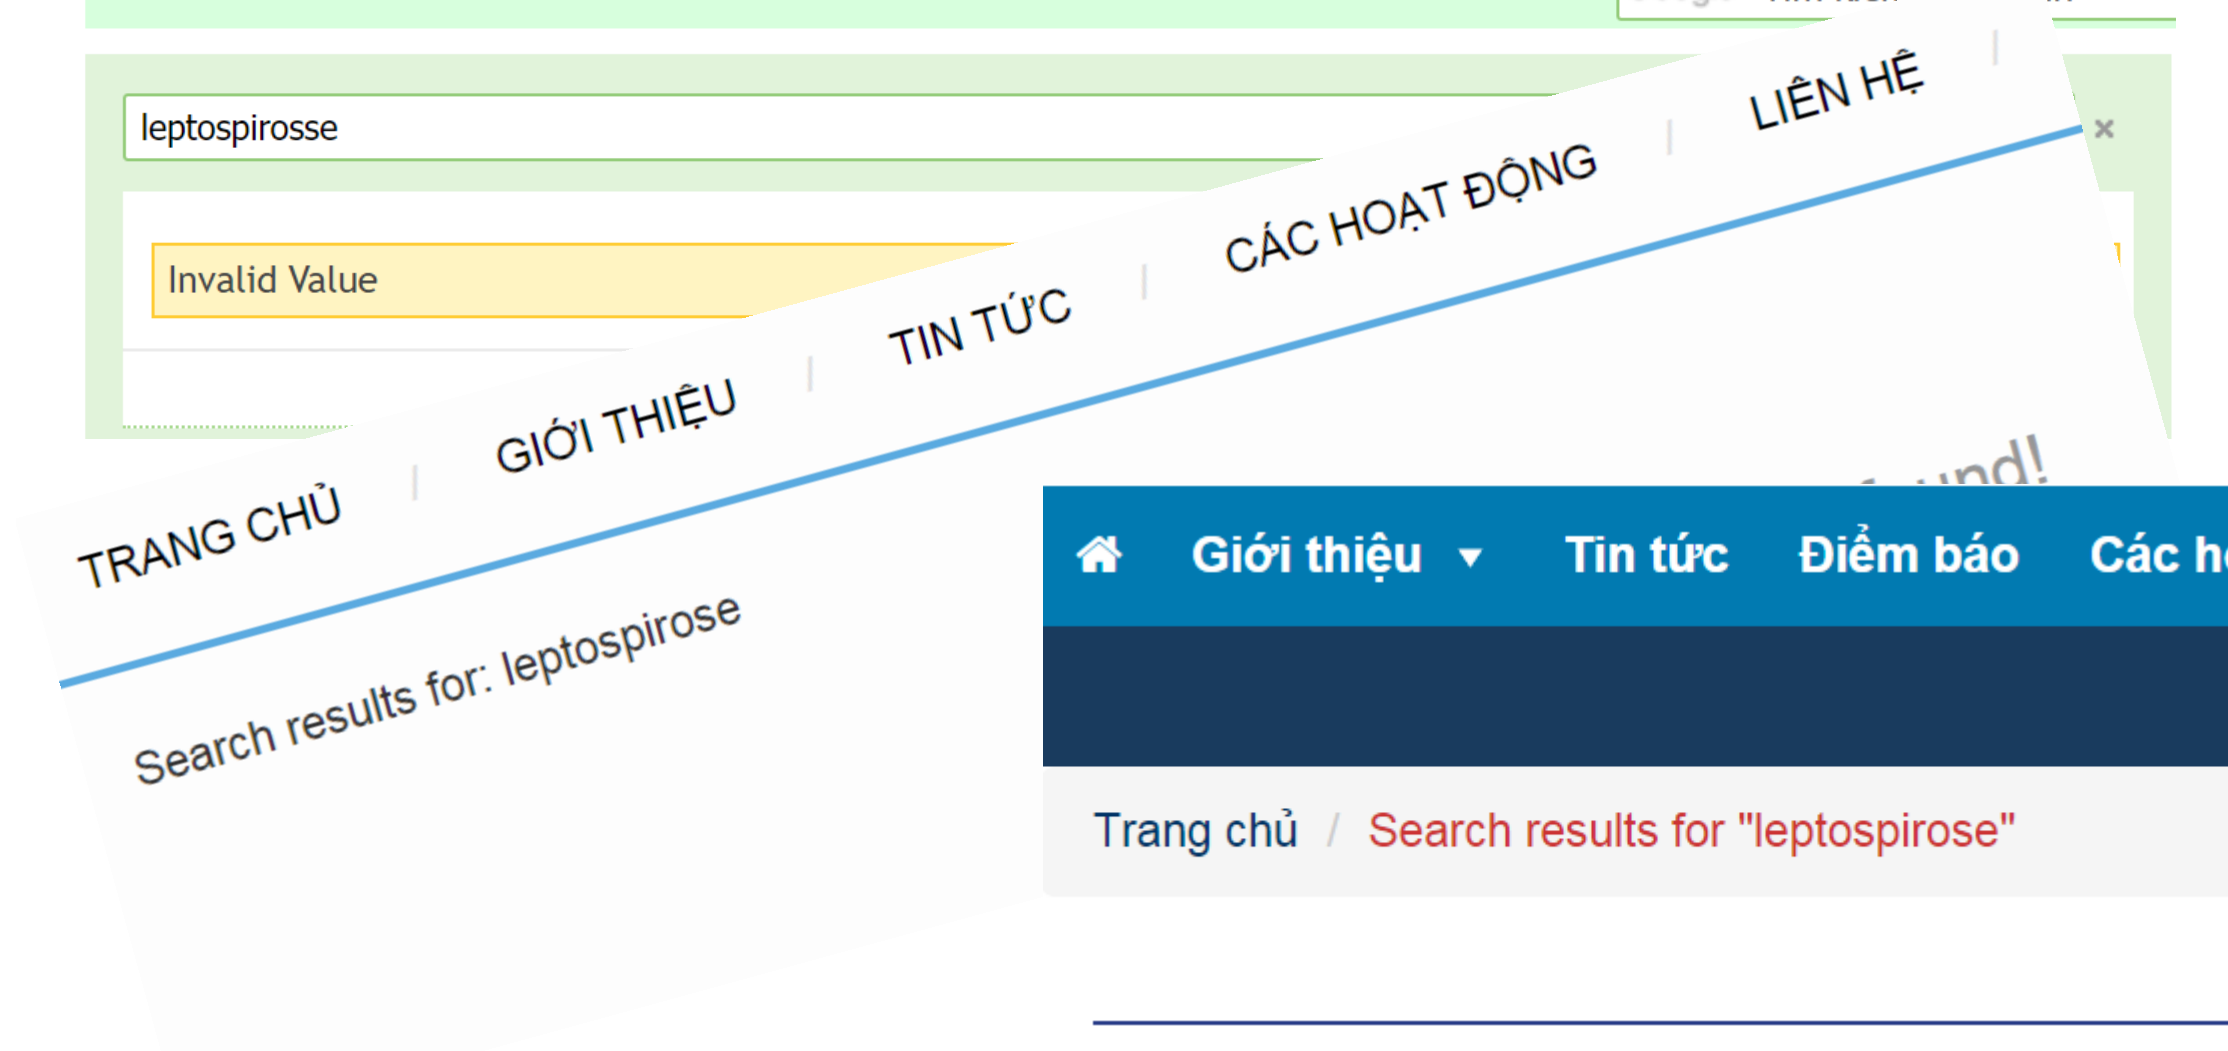 leptospirosse
×
Invalid Value
TRANG CHỦ | GIỚI THIỆU | TIN TỨC | CÁC HOẠT ĐỘNG | LIÊN HỆ |
Search results for: leptospirose
Giới thiệu ▼ Tin tức Điểm báo Các
Trang chủ / Search results for "leptospirose"